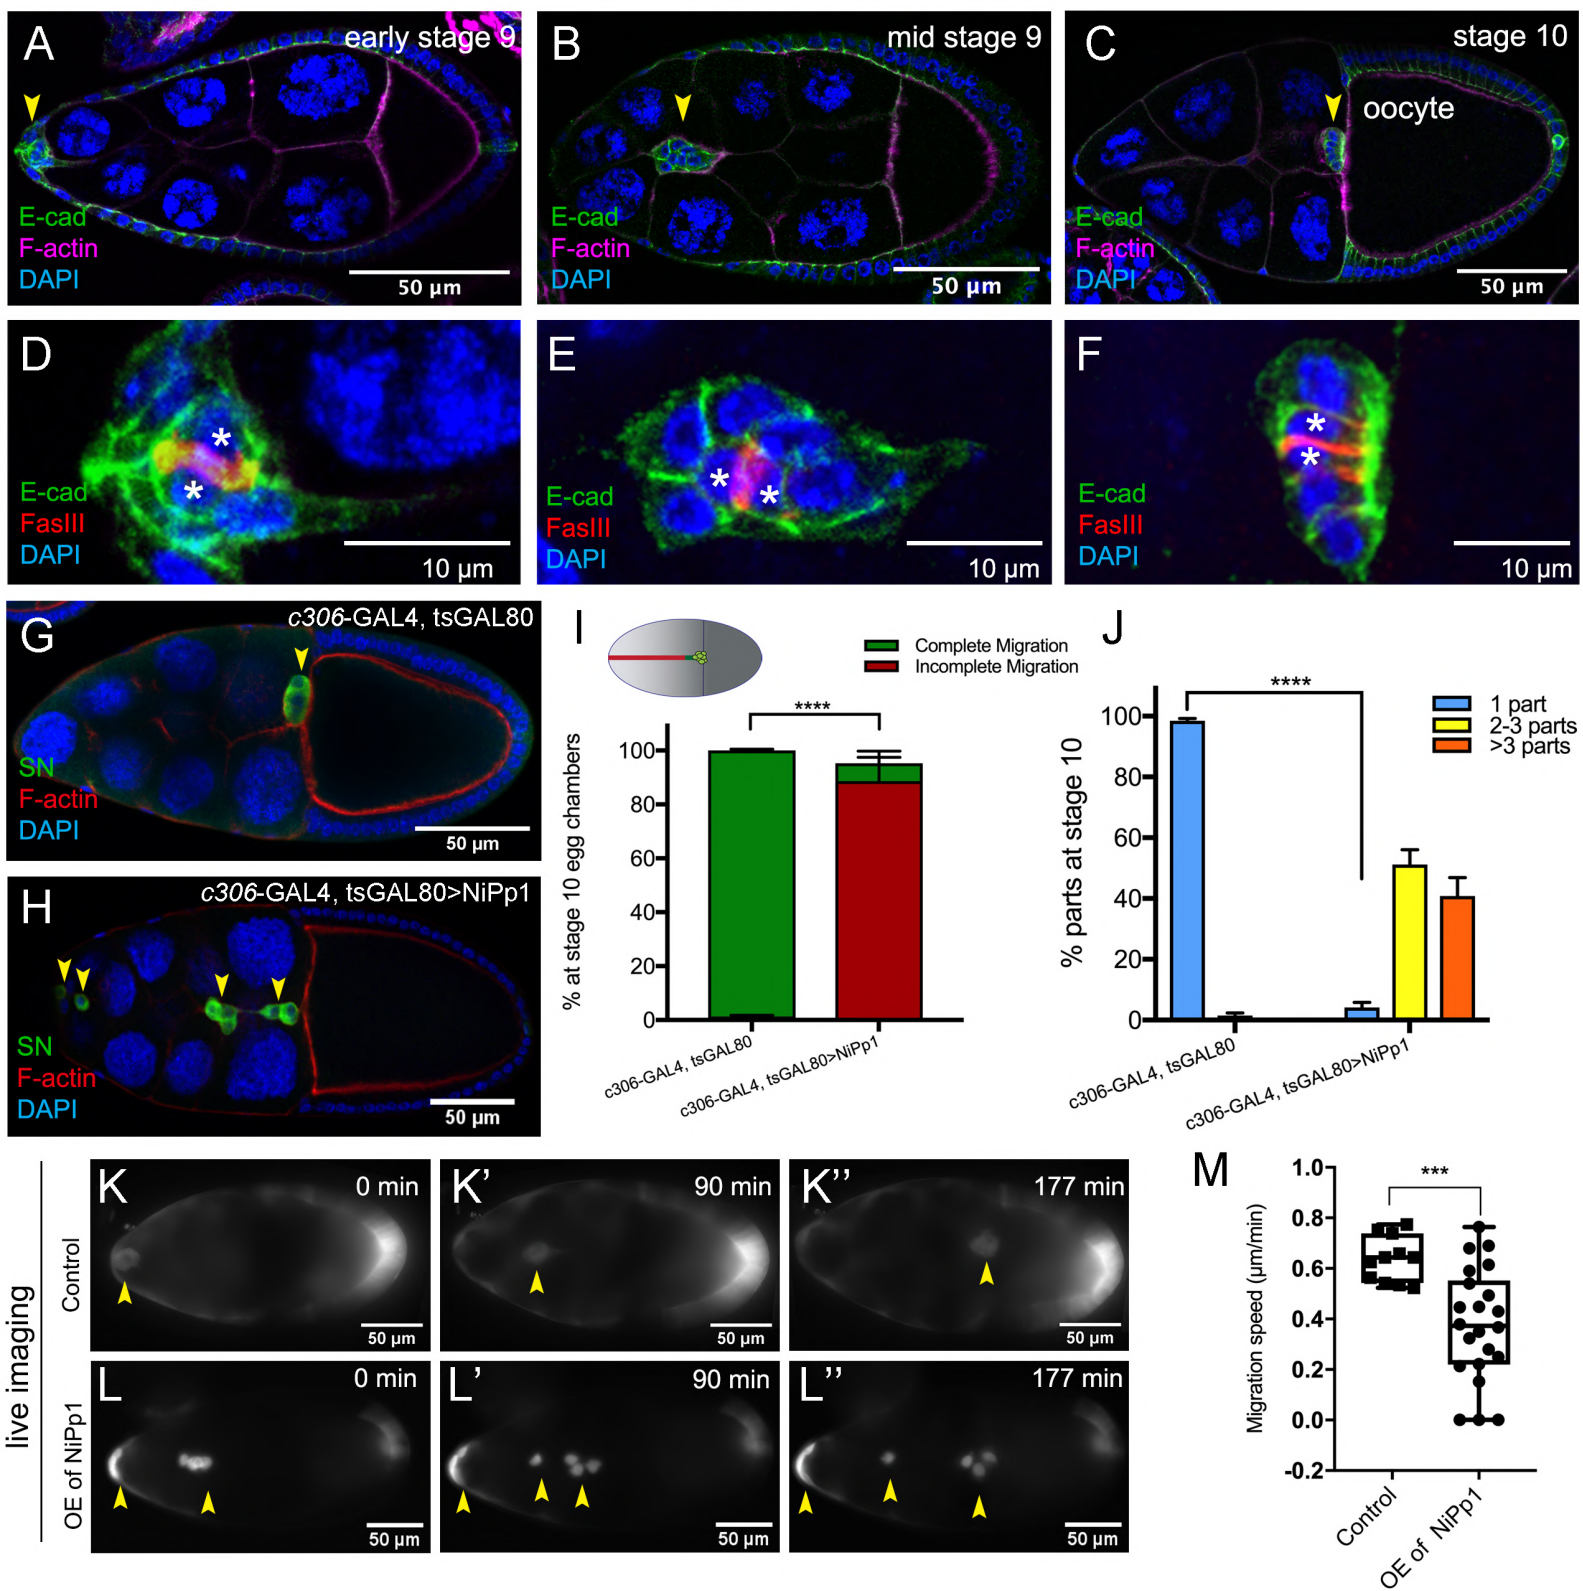 A
early stage 9
E-cad
F-actin
DAPI
50 µm
B
mid stage 9
E-cad
F-actin
DAPI
50 µm
C
stage 10
oocyte
E-cad
F-actin
DAPI
50 µm
D
E-cad
FasIII
DAPI
10 µm
E
E-cad
FasIII
DAPI
10 µm
F
E-cad
FasIII
DAPI
10 µm
* *
* *
* *
G
c306-GAL4, tsGAL80
SN
F-actin
DAPI
50 µm
H
c306-GAL4, tsGAL80>NiPp1
SN
F-actin
DAPI
50 µm
I
Complete Migration
Incomplete Migration
****
% at stage 10 egg chambers
100
80
60
40
20
0
c306-GAL4, tsGAL80
c306-GAL4, tsGAL80>NiPp1
J
1 part
2-3 parts
>3 parts
****
% parts at stage 10
100
80
60
40
20
0
c306-GAL4, tsGAL80
c306-GAL4, tsGAL80>NiPp1
live imaging
Control
K
0 min
50 µm
K’
90 min
50 µm
K’’
177 min
50 µm
OE of NiPp1
L
0 min
50 µm
L’
90 min
50 µm
L’’
177 min
50 µm
M
***
Migration speed (µm/min)
1.0
0.8
0.6
0.4
0.2
0.0
-0.2
Control
OE of NiPp1